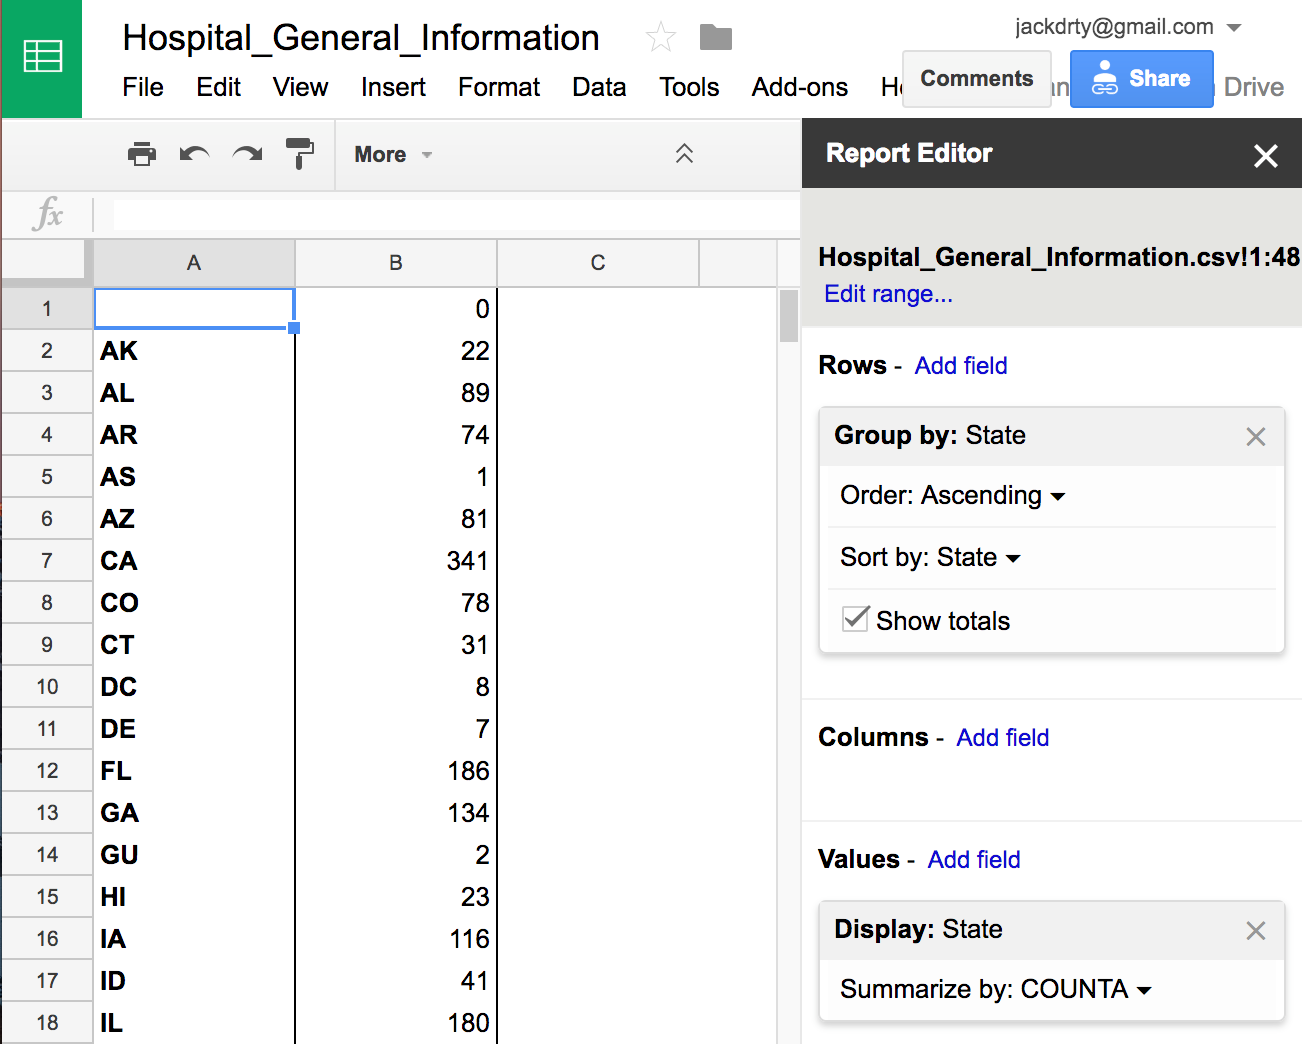 Hospital_General_Information
jackdrty@gmail.com
File Edit View Insert Format Data Tools Add-ons Comments Share Drive
More
Report Editor
fx
Hospital_General_Information.csv!1:48
Edit range...
A B C
1 0
2 AK 22
3 AL 89
4 AR 74
5 AS 1
6 AZ 81
7 CA 341
8 CO 78
9 CT 31
10 DC 8
11 DE 7
12 FL 186
13 GA 134
14 GU 2
15 HI 23
16 IA 116
17 ID 41
18 IL 180
Rows - Add field
Group by: State
Order: Ascending
Sort by: State
Show totals
Columns - Add field
Values - Add field
Display: State
Summarize by: COUNTA